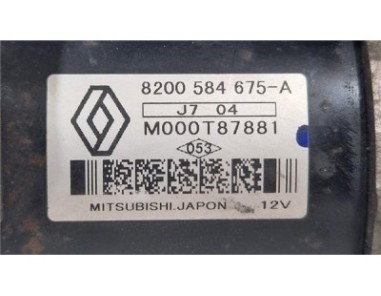 8200 584 675-A
J7 04
M000T87881
053
MITSUBISHI.JAPON 12V